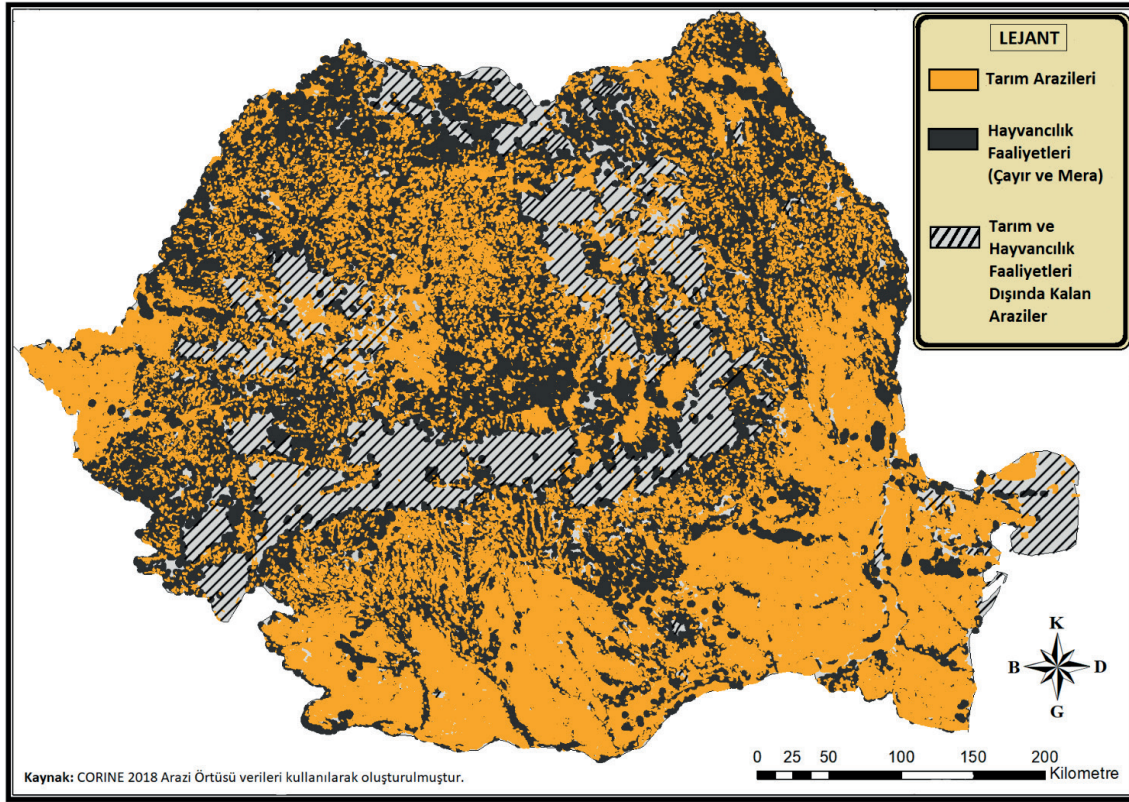 LEJANT
Tarım Arazileri
Hayvancılık
Faaliyetleri
(Çayır ve Mera)
Tarım ve
Hayvancılık
Faaliyetleri
Dışında Kalan
Araziler
K
B D
G
0 25 50 100 150 200
Kilometre
Kaynak: CORINE 2018 Arazi Örtüsü verileri kullanılarak oluşturulmuştur.